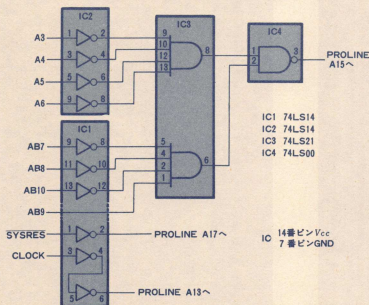 IC2
IC3
IC4
A3 1 2 9
A4 3 4 10 8 1 3 PROLINE
A5 5 6 12 2 A15へ
A6 9 8 13
IC1
AB7 9 8 5
AB8 11 10 4 6
AB10 13 12 2
AB9 1
SYSRES 1 2 PROLINE A17へ
CLOCK 3 4
5 6 PROLINE A13へ
IC1 74LS14
IC2 74LS14
IC3 74LS21
IC4 74LS00
IC 14番ピンVcc
7 番ピンGND